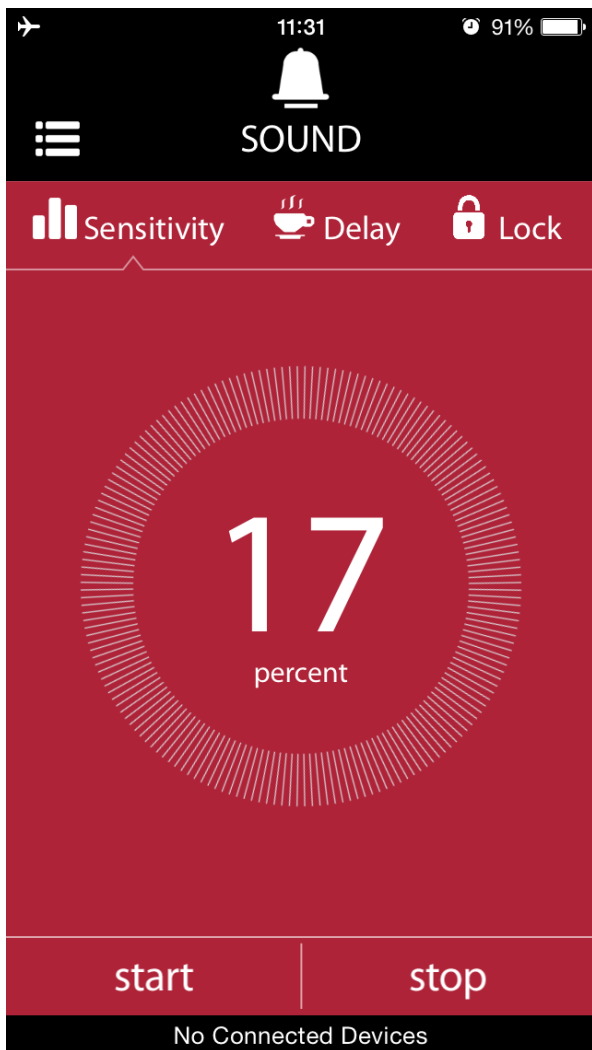 11:31 91%
SOUND
Sensitivity Delay Lock
17
percent
start stop
No Connected Devices